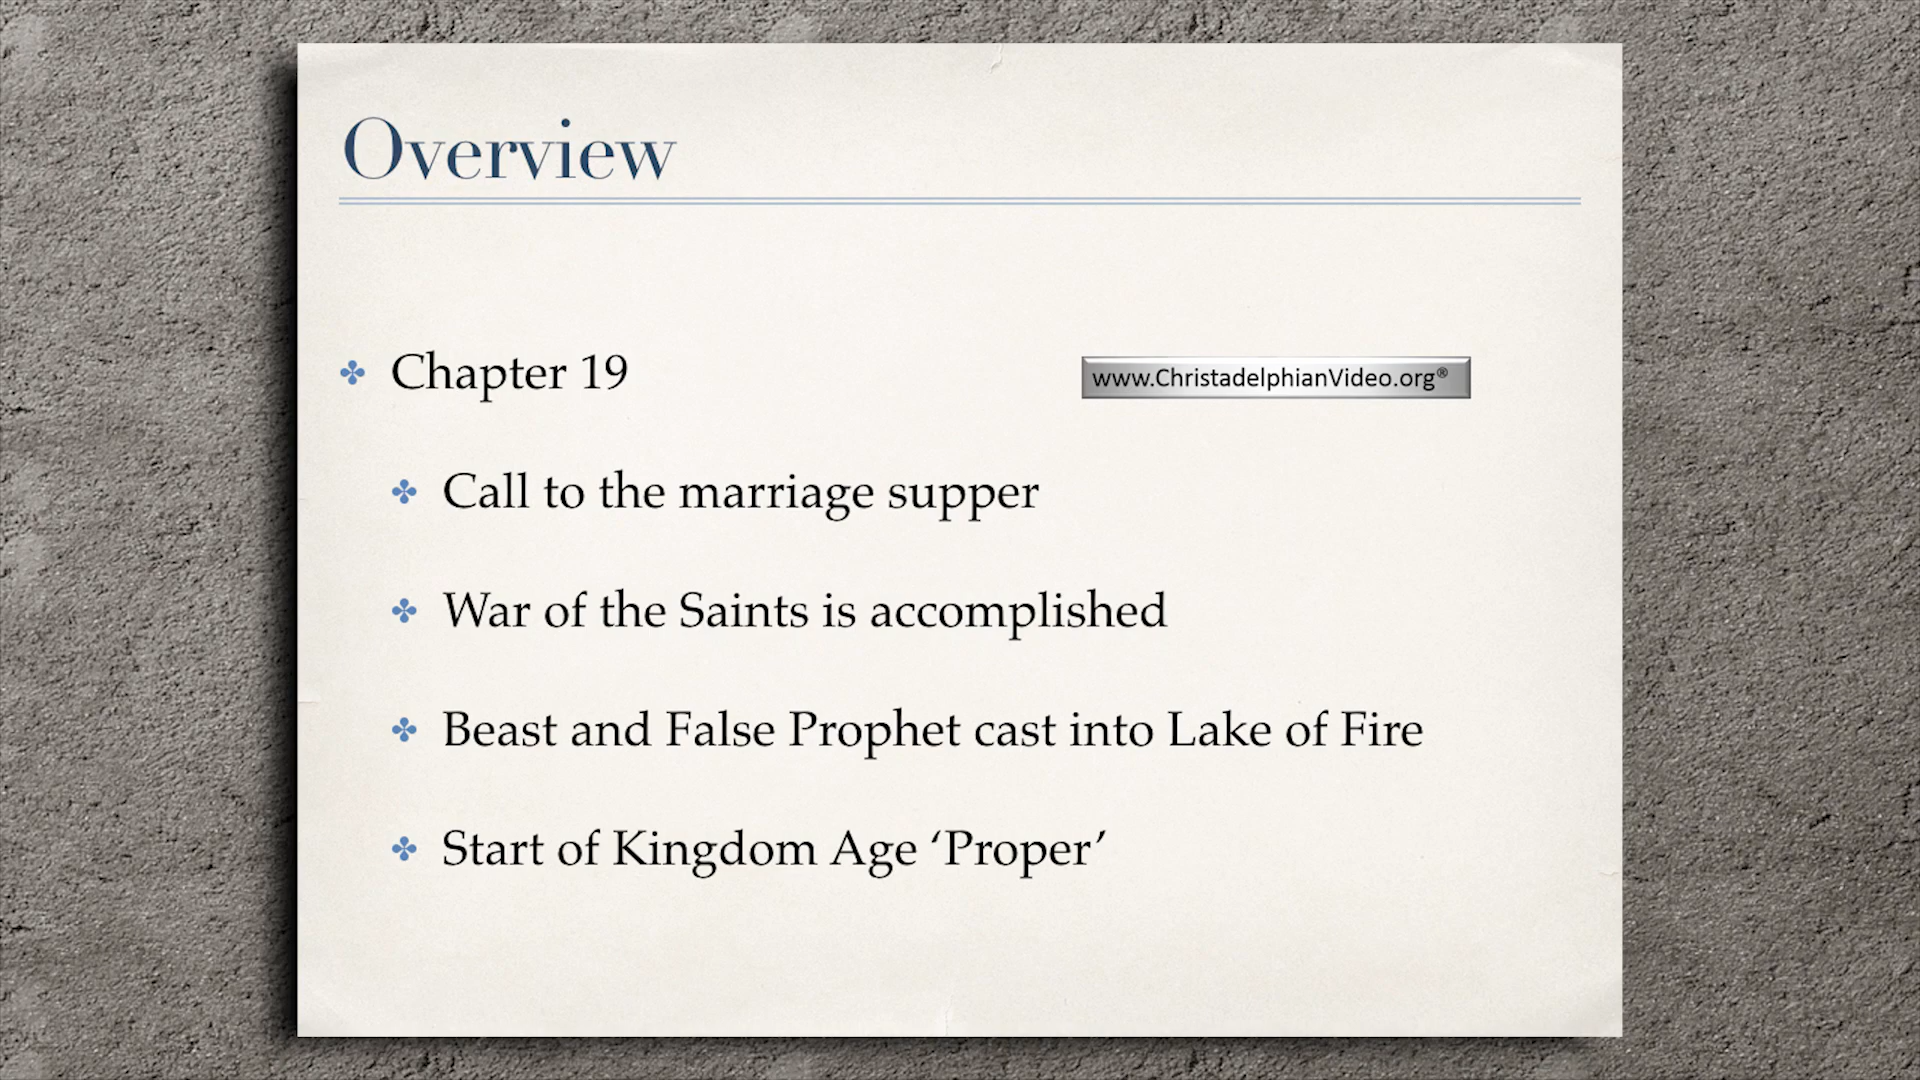 Overview
Chapter 19
www.ChristadelphianVideo.org®
Call to the marriage supper
War of the Saints is accomplished
Beast and False Prophet cast into Lake of Fire
Start of Kingdom Age ‘Proper’